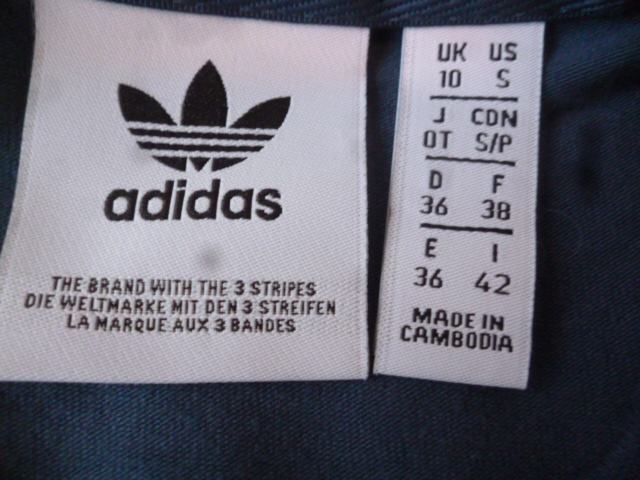 adidas
THE BRAND WITH THE 3 STRIPES
DIE WELTMARKE MIT DEN 3 STREIFEN
LA MARQUE AUX 3 BANDES
UK US
10 S
J CDN
OT S/P
D F
36 38
E I
36 42
MADE IN
CAMBODIA